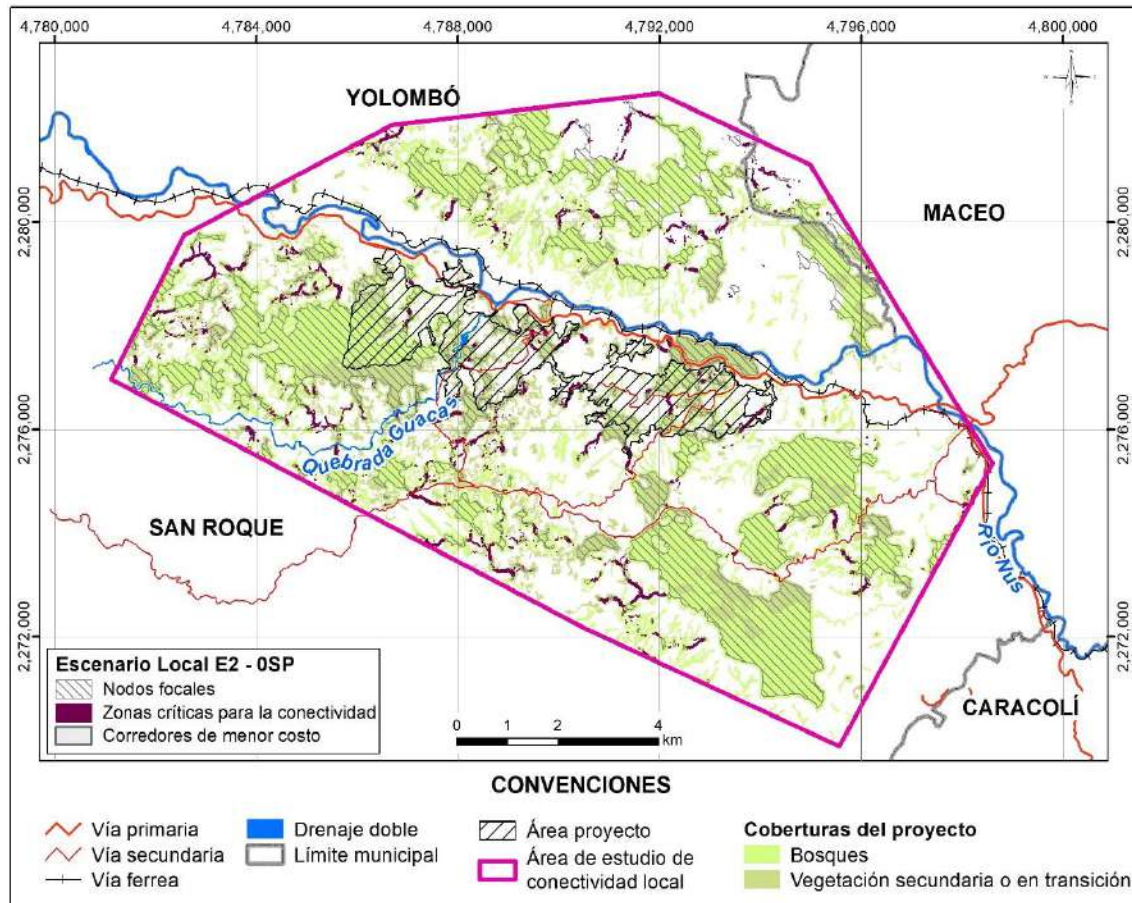 4,780,000 4,784,000 4,788,000 4,792,000 4,796,000 4,800,000
YOLOMBÓ
2,280,000 2,280,000
MACEO
2,276,000 2,276,000
Quebrada Guacas
SAN ROQUE
Río Nus
2,272,000 2,272,000
Escenario Local E2 - 0SP
Nodos focales
Zonas críticas para la conectividad
Corredores de menor costo
0 1 2 4
km
CARACOLÍ
CONVENCIONES
Vía primaria
Vía secundaria
Vía ferrea
Drenaje doble
Límite municipal
Área proyecto
Área de estudio de
conectividad local
Coberturas del proyecto
Bosques
Vegetación secundaria o en transición